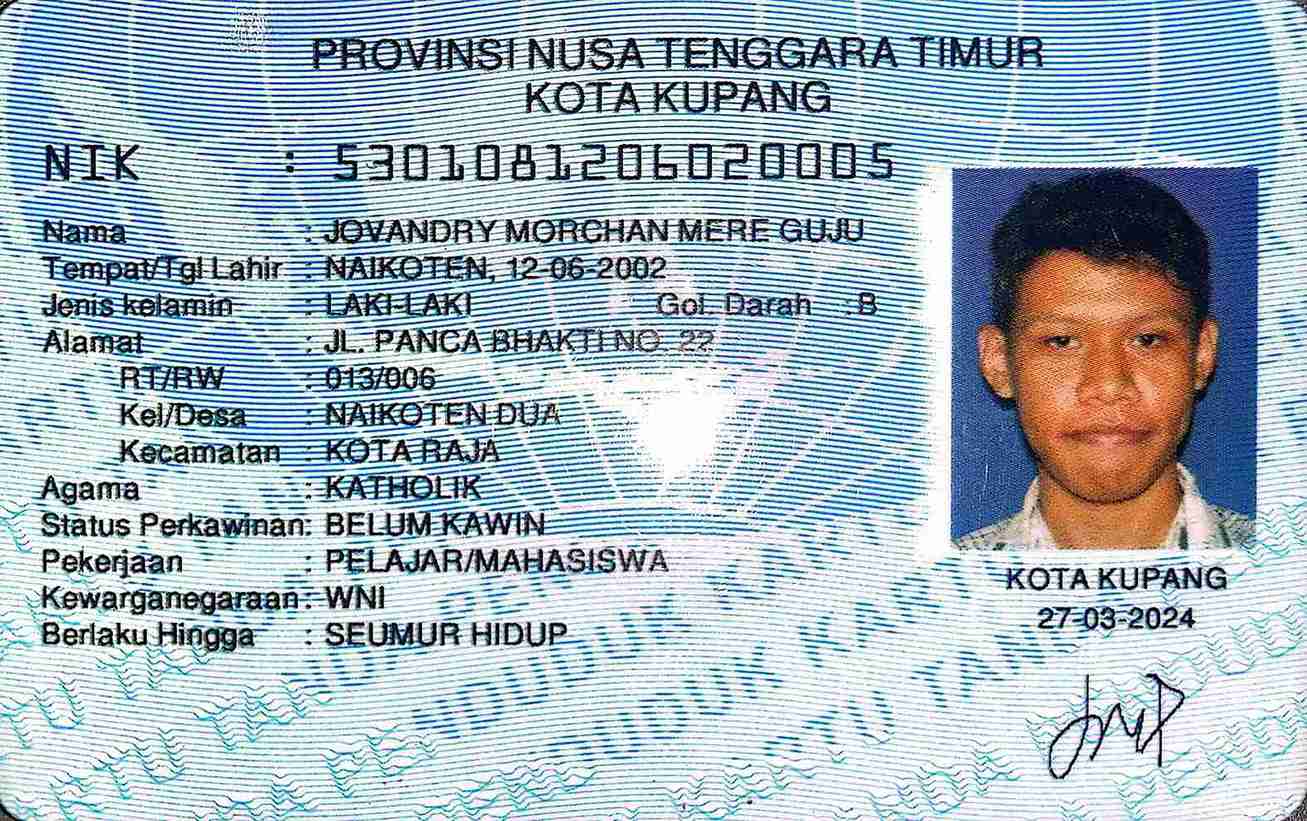 PROVINSI NUSA TENGGARA TIMUR
KOTA KUPANG
NIK : 5301081206020005
Nama : JOVANDRY MORCHAN MERE GUJU
Tempat/Tgl Lahir : NAIKOTEN, 12-06-2002
Jenis kelamin : LAKI-LAKI Gol. Darah : B
Alamat : JL. PANCA BHAKTI NO. 22
RT/RW : 013/006
Kel/Desa : NAIKOTEN DUA
Kecamatan : KOTA RAJA
Agama : KATHOLIK
Status Perkawinan: BELUM KAWIN
Pekerjaan : PELAJAR/MAHASISWA
Kewarganegaraan: WNI
Berlaku Hingga : SEUMUR HIDUP
KOTA KUPANG
27-03-2024